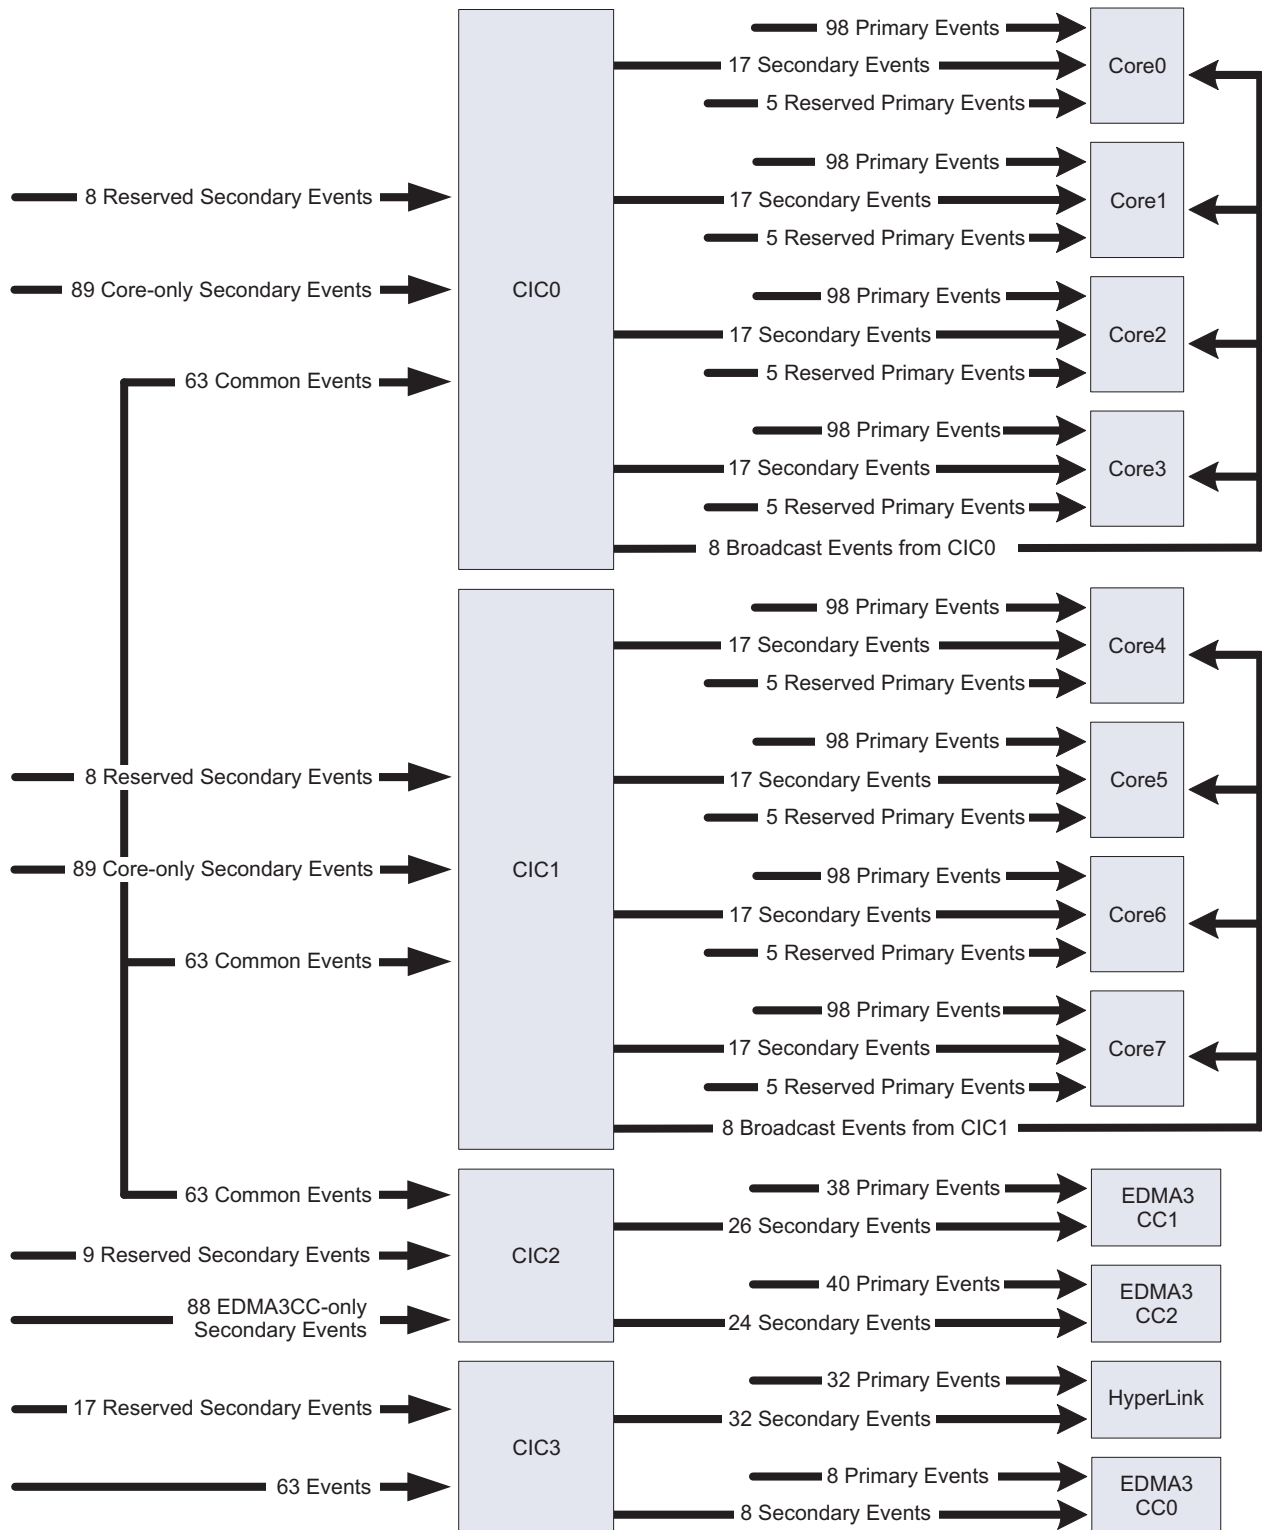 98 Primary Events
17 Secondary Events
5 Reserved Primary Events
Core0
8 Reserved Secondary Events
89 Core-only Secondary Events
63 Common Events
CIC0
98 Primary Events
17 Secondary Events
5 Reserved Primary Events
Core1
98 Primary Events
17 Secondary Events
5 Reserved Primary Events
Core2
98 Primary Events
17 Secondary Events
5 Reserved Primary Events
Core3
8 Broadcast Events from CIC0
98 Primary Events
17 Secondary Events
5 Reserved Primary Events
Core4
8 Reserved Secondary Events
89 Core-only Secondary Events
63 Common Events
CIC1
98 Primary Events
17 Secondary Events
5 Reserved Primary Events
Core5
98 Primary Events
17 Secondary Events
5 Reserved Primary Events
Core6
98 Primary Events
17 Secondary Events
5 Reserved Primary Events
Core7
8 Broadcast Events from CIC1
63 Common Events
9 Reserved Secondary Events
88 EDMA3CC-only
Secondary Events
CIC2
38 Primary Events
26 Secondary Events
EDMA3
CC1
40 Primary Events
24 Secondary Events
EDMA3
CC2
17 Reserved Secondary Events
63 Events
CIC3
32 Primary Events
32 Secondary Events
HyperLink
8 Primary Events
8 Secondary Events
EDMA3
CC0